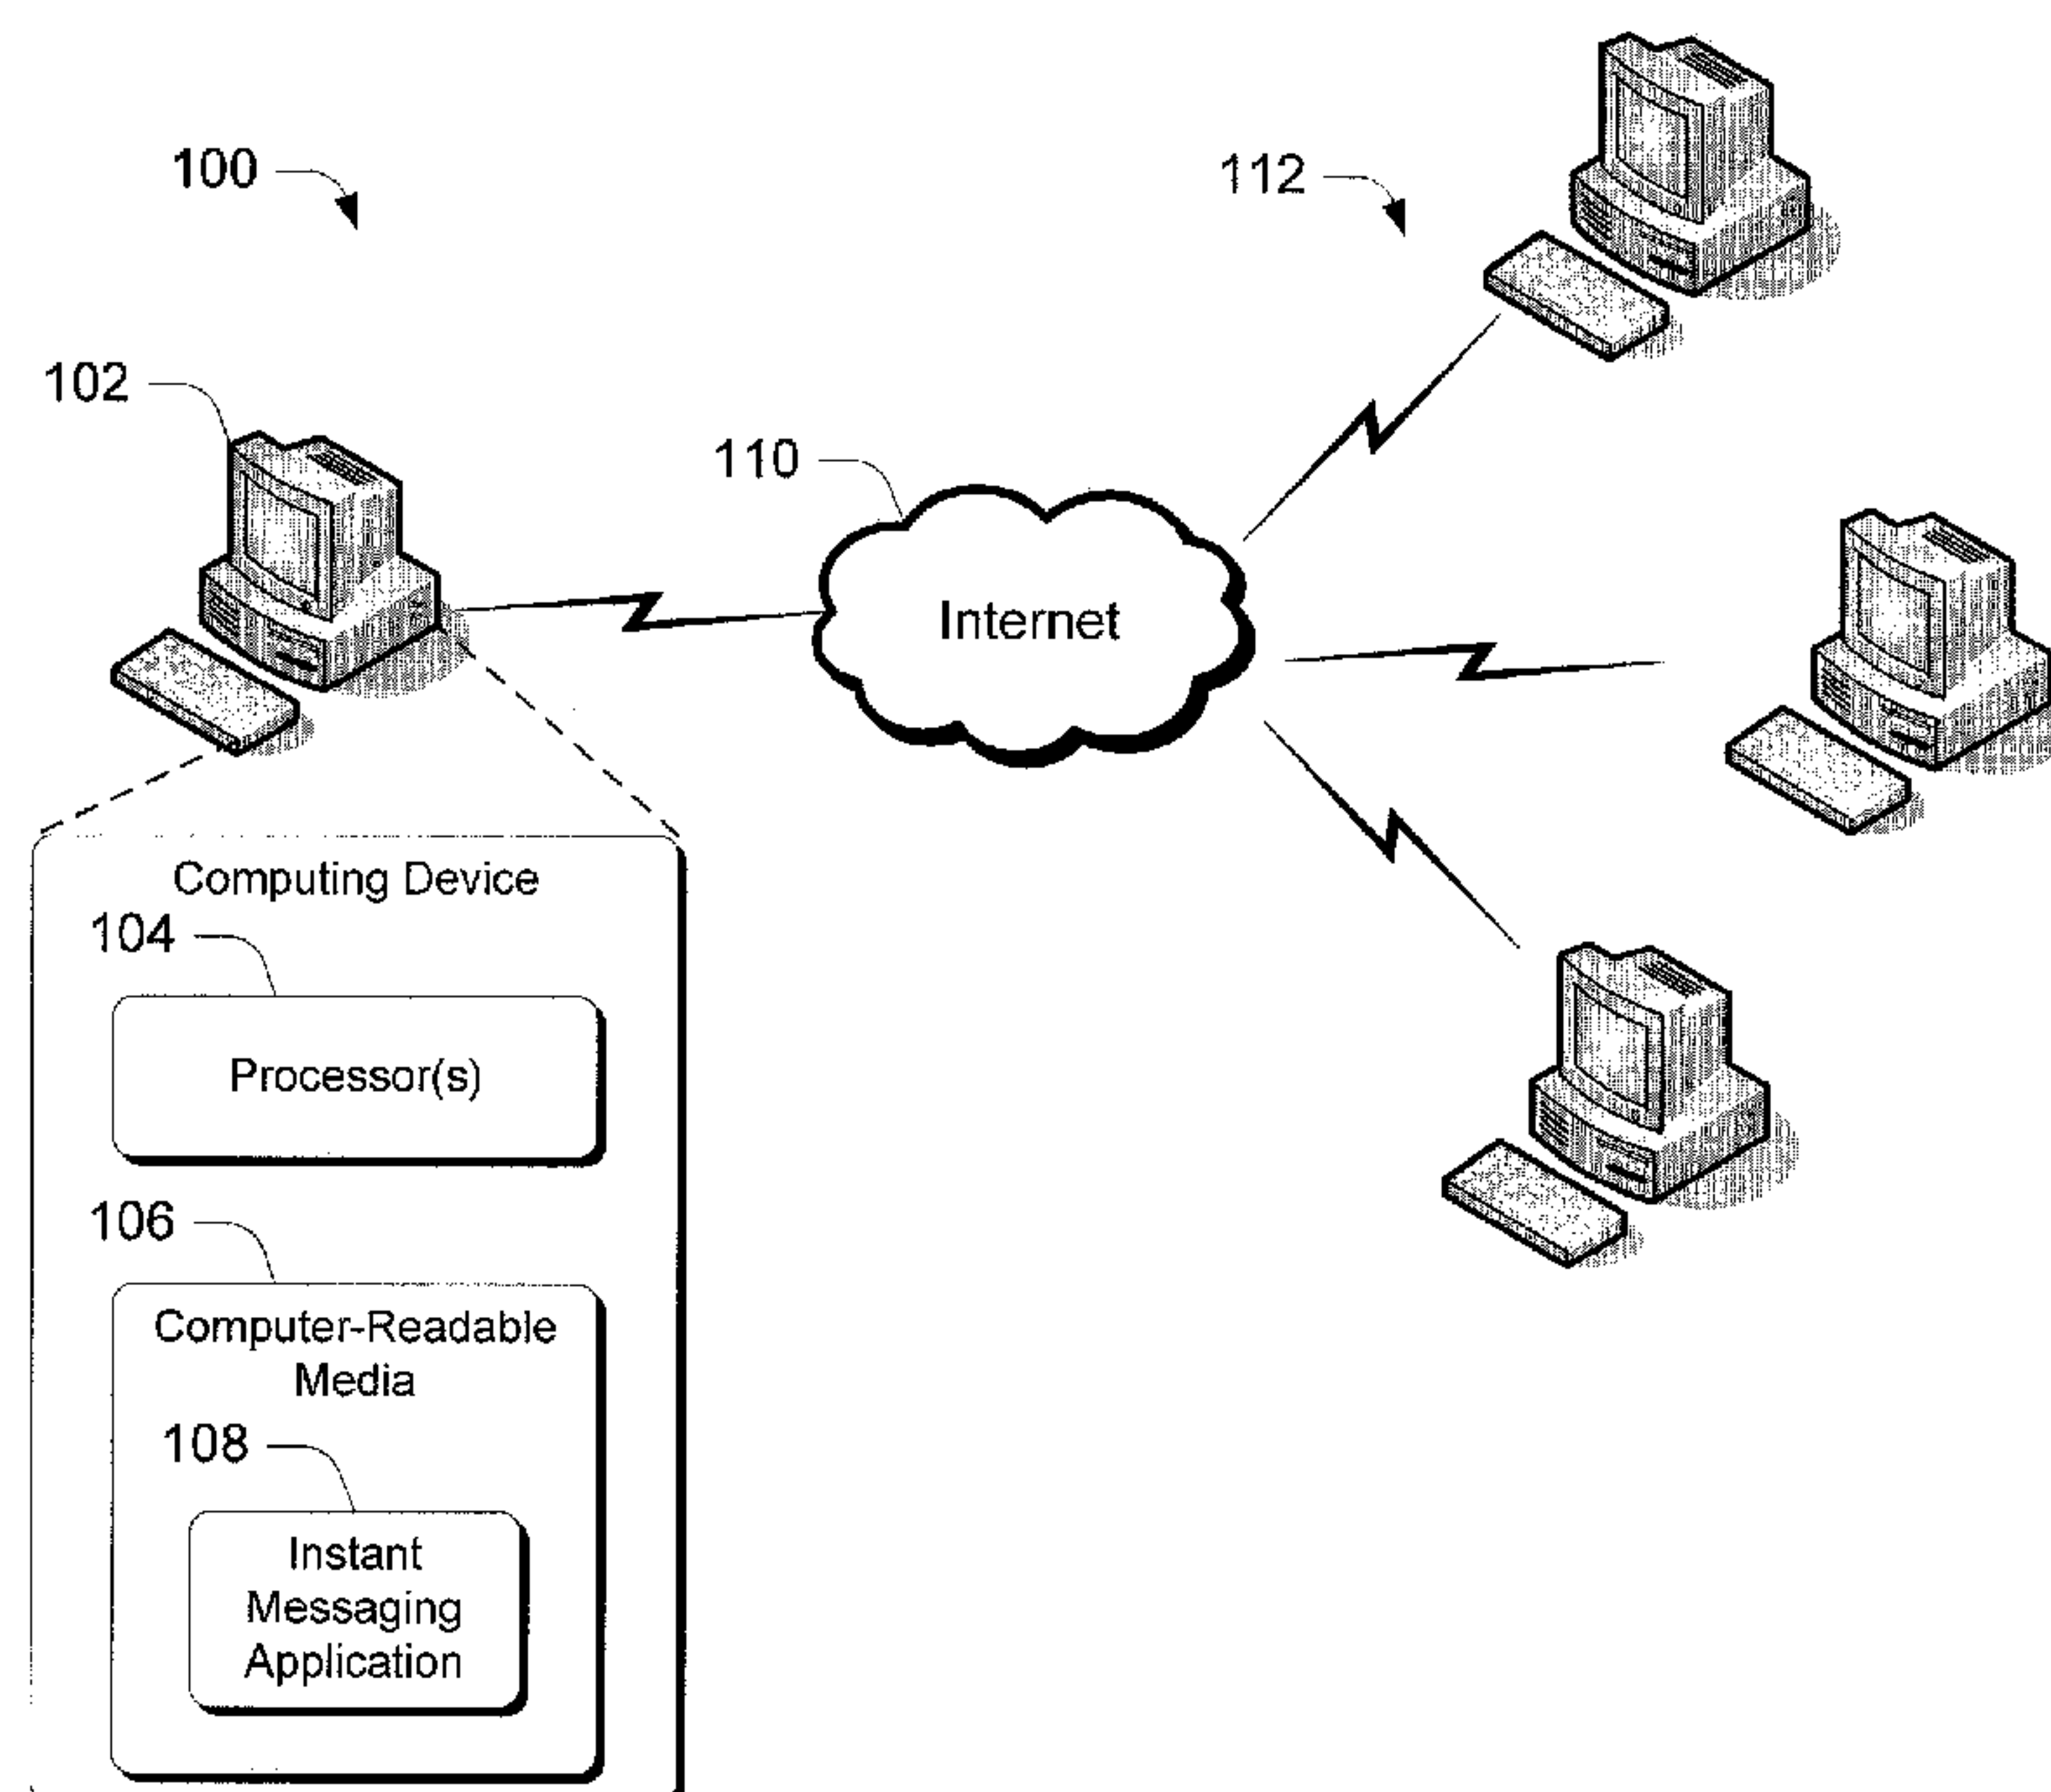 100
112
102
110
Internet
Computing Device
104
Processor(s)
106
Computer-Readable
Media
108
Instant
Messaging
Application